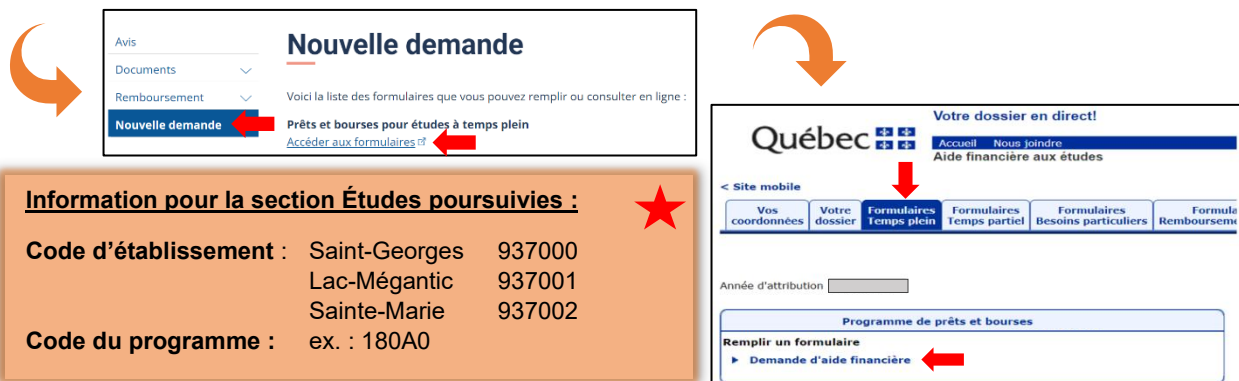 Avis
Documents
Remboursement
Nouvelle demande
Nouvelle demande
Voici la liste des formulaires que vous pouvez remplir ou consulter en ligne :
Prêts et bourses pour études à temps plein
Accéder aux formulaires
Information pour la section Études poursuivies :
Code d'établissement : Saint-Georges 937000
Lac-Mégantic 937001
Sainte-Marie 937002
Code du programme : ex. : 180A0
Votre dossier en direct!
Québec
Accueil Nous joindre
Aide financière aux études
< Site mobile
Vos coordonnées
Votre dossier
Formulaires Temps plein
Formulaires Temps partiel
Formulaires Besoins particuliers
Formula
Rembourseme
Année d'attribution
Programme de prêts et bourses
Remplir un formulaire
Demande d'aide financière